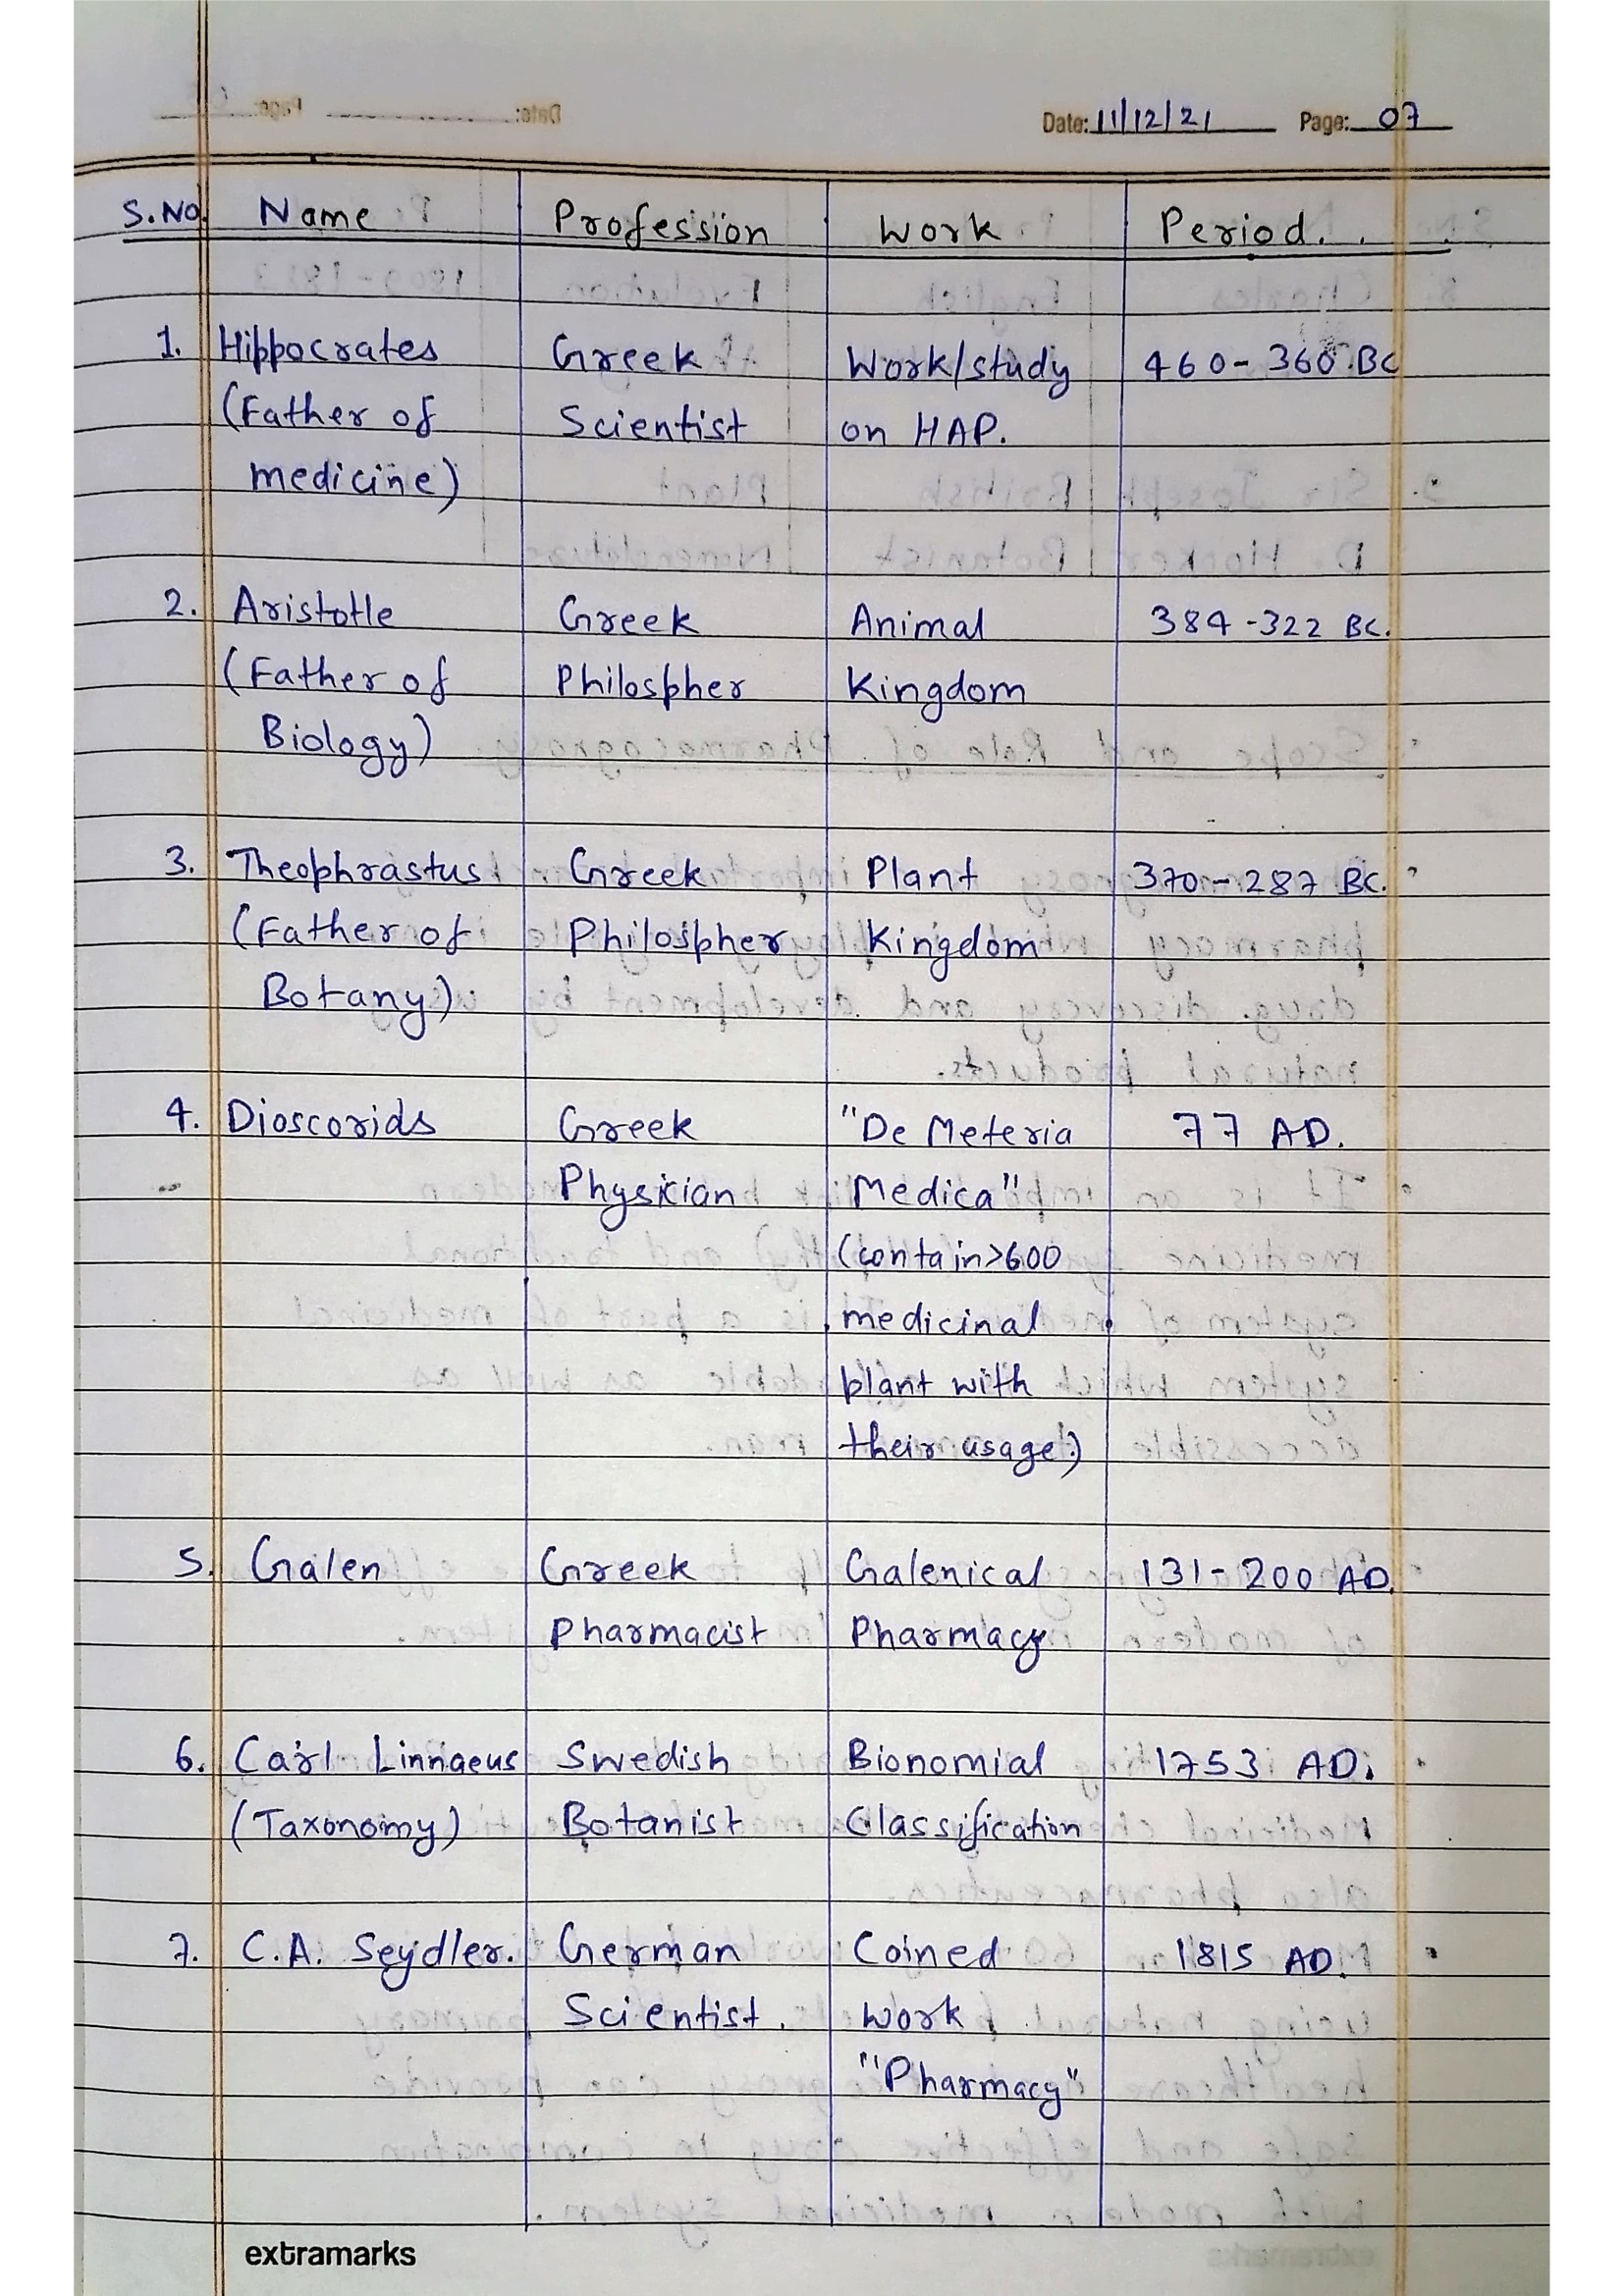 Date: 11/12/21 Page: 07
S.No. Name Profession Work Period.
1. Hippocrates Greek Work/study 460-360 BC
(Father of Scientist on HAP.
medicine)
2. Aristotle Greek Animal 384-322 BC.
(Father of Philospher Kingdom
Biology)
3. Theophrastus Greek Plant 370-287 BC.
(Father of Philospher Kingdom
Botany)
4. Dioscorids Greek "De Meteria 77 AD.
Physician Medica"
(contain>600
medicinal
plant with
their usage)
5. Galen Greek Galenical 131-200 AD.
Pharmacist Pharmacy
6. Carl Linnaeus Swedish Bionomial 1753 AD.
(Taxonomy) Botanist Classification
7. C.A. Seydler. German Coined 1815 AD.
Scientist. Work
"Pharmacy"
extramarks